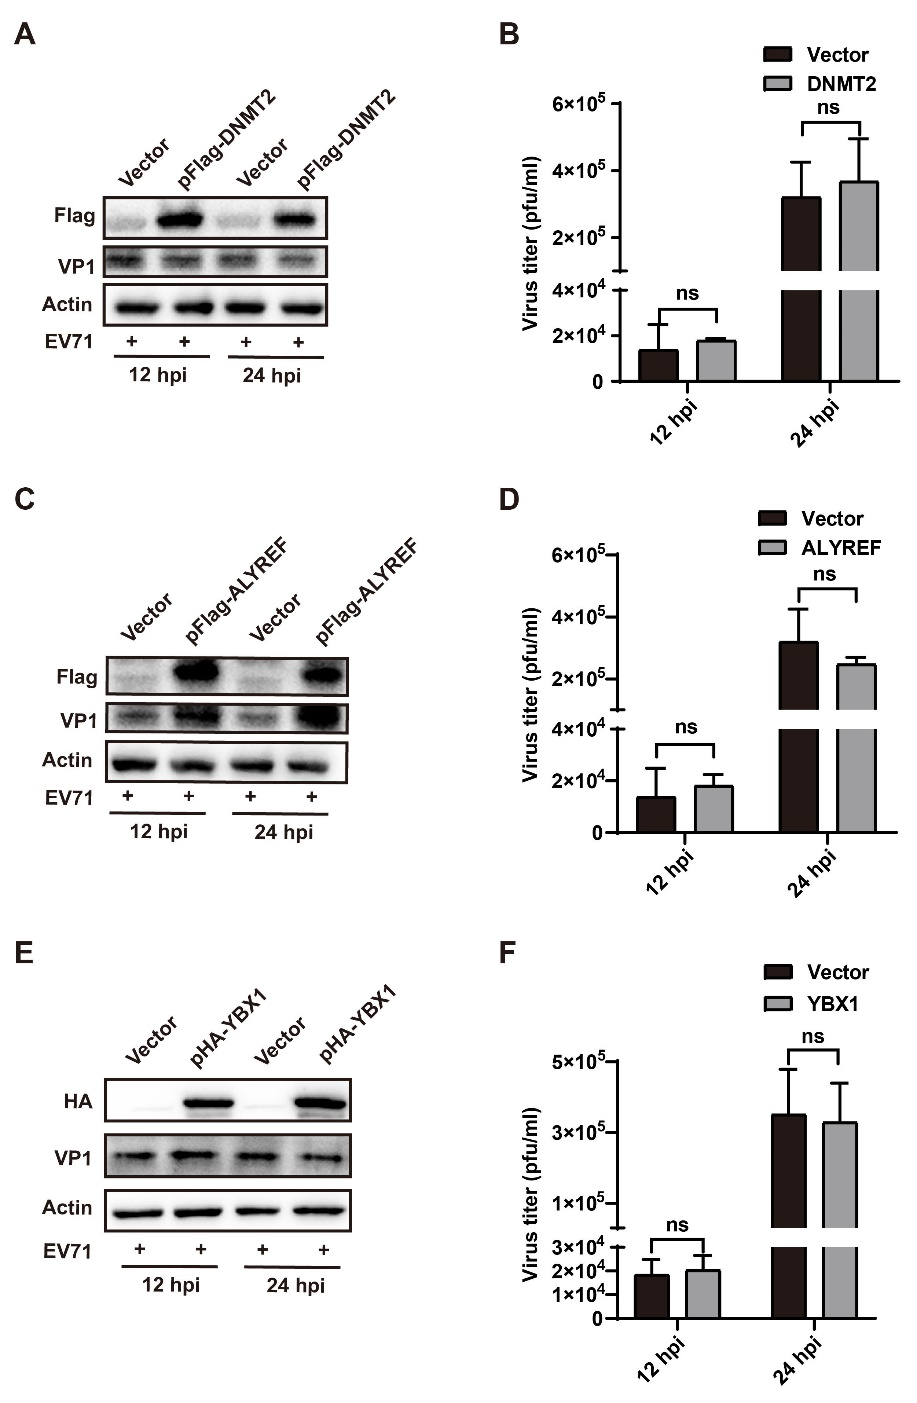 A
Vector
pFlag-DNMT2
Vector
pFlag-DNMT2
Flag
VP1
Actin
EV71 + + + +
12 hpi 24 hpi
B
Vector
DNMT2
Virus titer (pfu/ml)
6×10⁵
4×10⁵
2×10⁵
4×10⁴
2×10⁴
0
ns
ns
12 hpi
24 hpi
C
Vector
pFlag-ALYREF
Vector
pFlag-ALYREF
Flag
VP1
Actin
EV71 + + + +
12 hpi 24 hpi
D
Vector
ALYREF
Virus titer (pfu/ml)
6×10⁵
4×10⁵
2×10⁵
4×10⁴
2×10⁴
0
ns
ns
12 hpi
24 hpi
E
Vector
pHA-YBX1
Vector
pHA-YBX1
HA
VP1
Actin
EV71 + + + +
12 hpi 24 hpi
F
Vector
YBX1
Virus titer (pfu/ml)
5×10⁵
3×10⁵
1×10⁵
3×10⁴
2×10⁴
1×10⁴
0
ns
ns
12 hpi
24 hpi